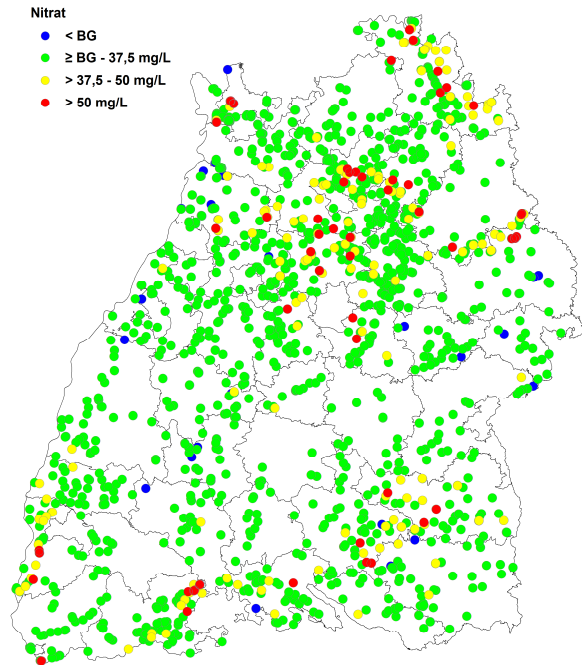 Nitrat
< BG
≥ BG - 37,5 mg/L
> 37,5 - 50 mg/L
> 50 mg/L